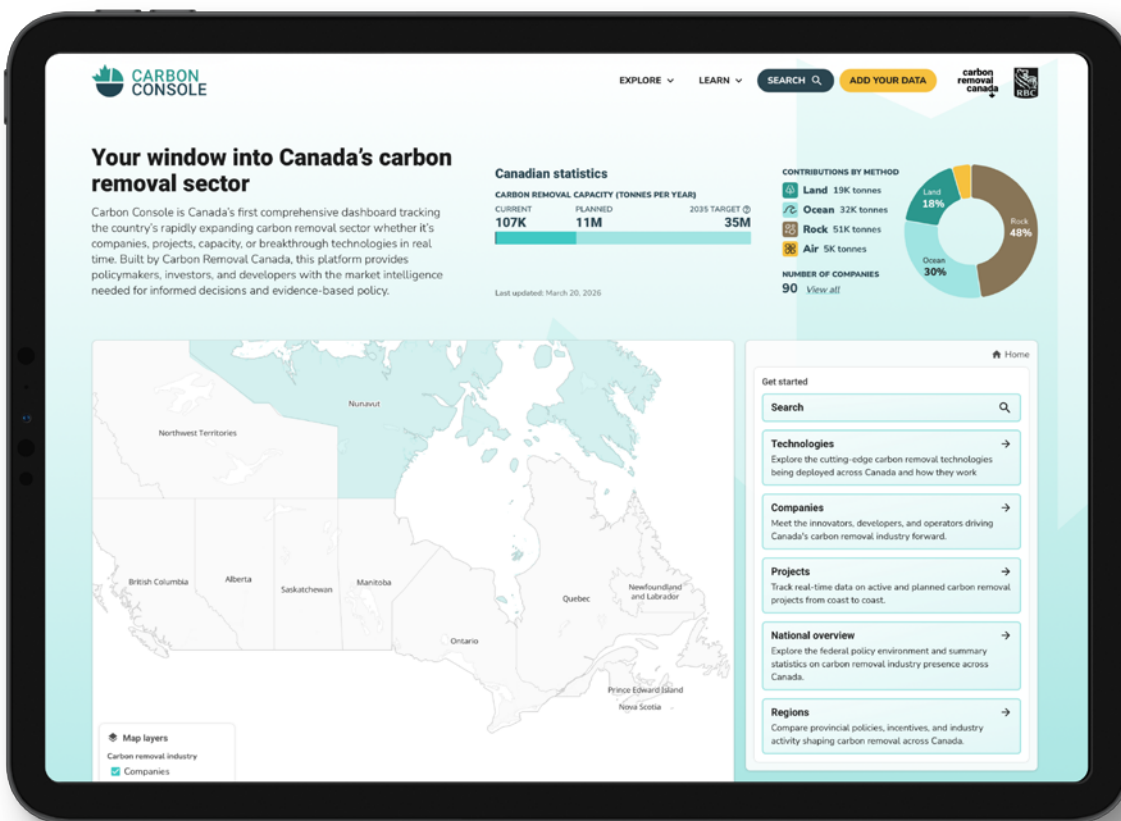 CARBON
CONSOLE
EXPLORE
LEARN
SEARCH
ADD YOUR DATA
carbon
removal
canada
RBC
Your window into Canada’s carbon
removal sector
Carbon Console is Canada’s first comprehensive dashboard tracking
the country’s rapidly expanding carbon removal sector whether it’s
companies, projects, capacity, or breakthrough technologies in real
time. Built by Carbon Removal Canada, this platform provides
policymakers, investors, and developers with the market intelligence
needed for informed decisions and evidence-based policy.
Canadian statistics
CARBON REMOVAL CAPACITY (TONNES PER YEAR)
CURRENT PLANNED 2035 TARGET
107K 11M 35M
Last updated: March 20, 2026
CONTRIBUTIONS BY METHOD
Land 19K tonnes
Ocean 32K tonnes
Rock 51K tonnes
Air 5K tonnes
NUMBER OF COMPANIES
90 View all
Land
18%
Rock
48%
Ocean
30%
Nunavut
Northwest Territories
British Columbia
Alberta
Saskatchewan
Manitoba
Ontario
Quebec
Newfoundland
and Labrador
Prince Edward Island
Nova Scotia
Map layers
Carbon removal industry
Companies
Home
Get started
Search
Technologies
Explore the cutting-edge carbon removal technologies
being deployed across Canada and how they work
Companies
Meet the innovators, developers, and operators driving
Canada's carbon removal industry forward.
Projects
Track real-time data on active and planned carbon removal
projects from coast to coast.
National overview
Explore the federal policy environment and summary
statistics on carbon removal industry presence across
Canada.
Regions
Compare provincial policies, incentives, and industry
activity shaping carbon removal across Canada.